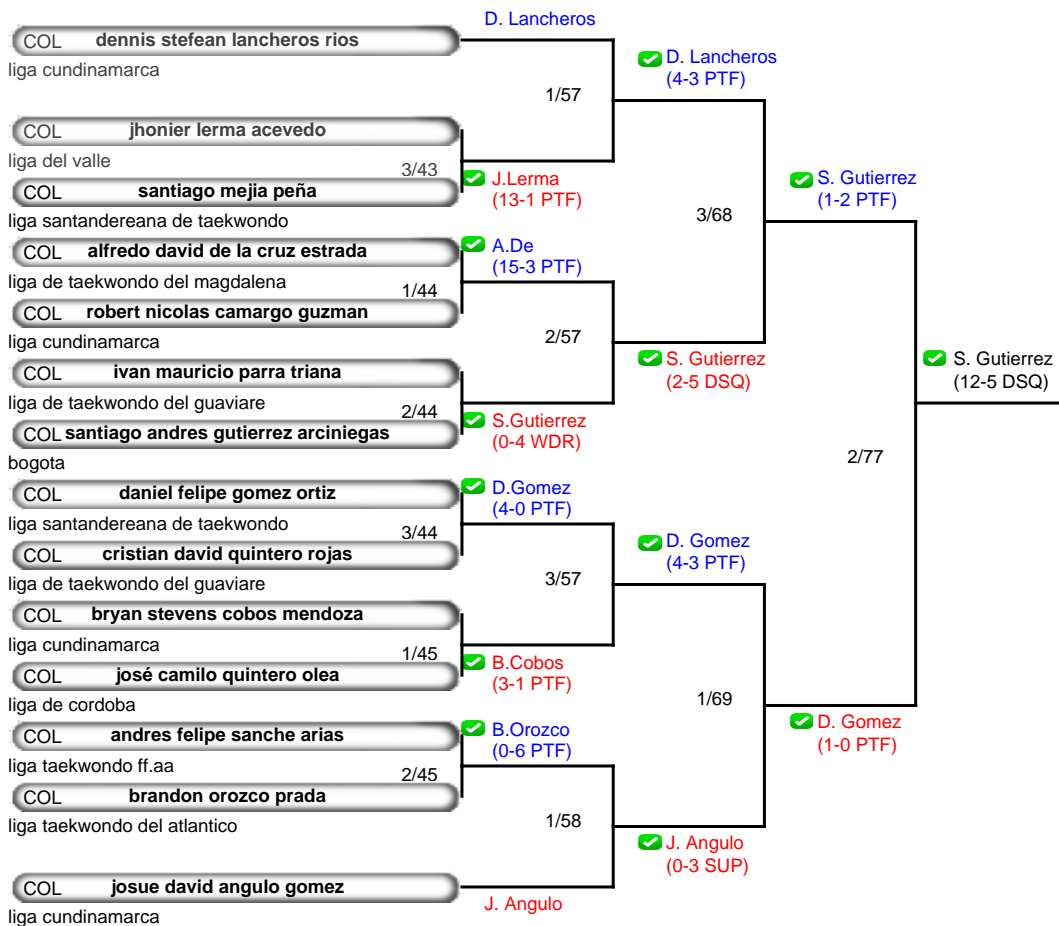 D. Lancheros
COL dennis stefean lancheros rios
liga cundinamarca
1/57
D. Lancheros
(4-3 PTF)
COL jhonier lerma acevedo
liga del valle
3/43
COL santiago mejia peña
liga santandereana de taekwondo
J.Lerma
(13-1 PTF)
3/68
S. Gutierrez
(1-2 PTF)
COL alfredo david de la cruz estrada
liga de taekwondo del magdalena
1/44
A.De
(15-3 PTF)
COL robert nicolas camargo guzman
liga cundinamarca
2/57
S. Gutierrez
(2-5 DSQ)
COL ivan mauricio parra triana
liga de taekwondo del guaviare
2/44
COL santiago andres gutierrez arciniegas
bogota
S.Gutierrez
(0-4 WDR)
S. Gutierrez
(12-5 DSQ)
2/77
COL daniel felipe gomez ortiz
liga santandereana de taekwondo
3/44
D.Gomez
(4-0 PTF)
COL cristian david quintero rojas
liga de taekwondo del guaviare
3/57
D. Gomez
(4-3 PTF)
COL bryan stevens cobos mendoza
liga cundinamarca
1/45
COL josé camilo quintero olea
liga de cordoba
B.Cobos
(3-1 PTF)
1/69
D. Gomez
(1-0 PTF)
COL andres felipe sanche arias
liga taekwondo ff.aa
2/45
B.Orozco
(0-6 PTF)
COL brandon orozco prada
liga taekwondo del atlantico
1/58
J. Angulo
(0-3 SUP)
COL josue david angulo gomez
liga cundinamarca
J. Angulo